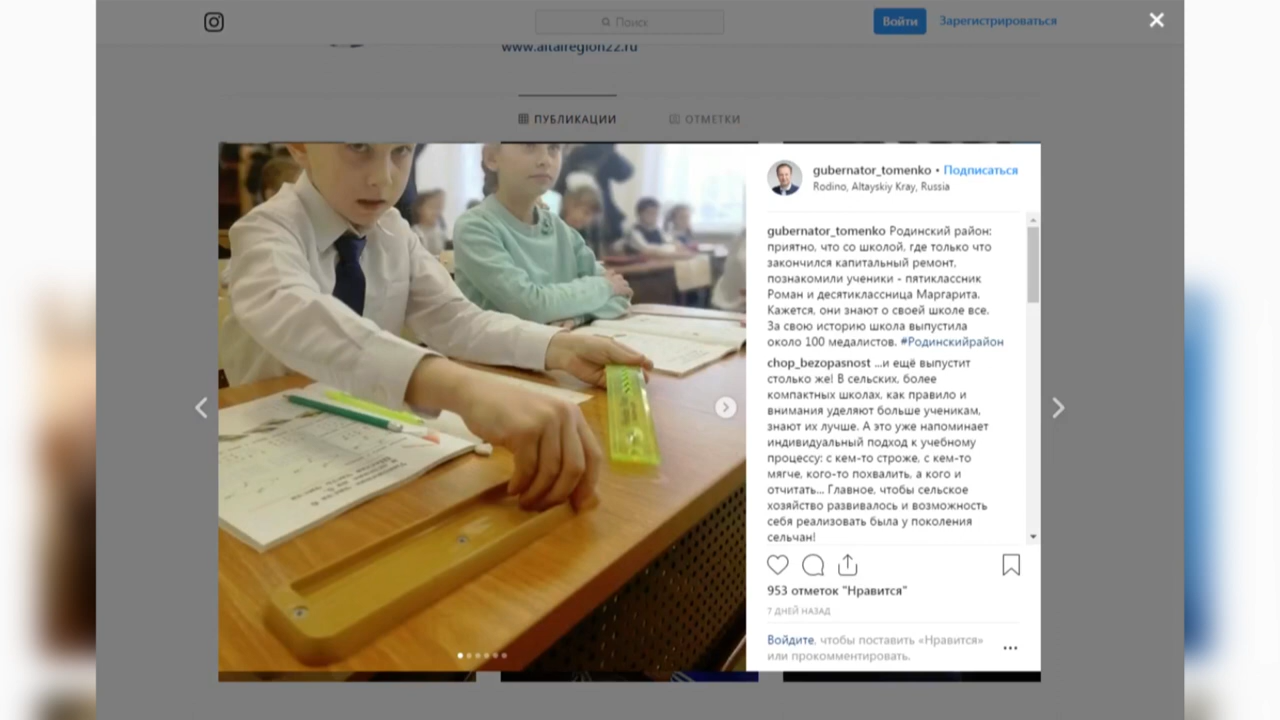 Поиск
Войти
Зарегистрироваться
www.altairegion22.ru
ПУБЛИКАЦИИ
ОТМЕТКИ
gubernator_tomenko • Подписаться
Rodino, Altayskiy Kray, Russia
gubernator_tomenko Родинский район:
приятно, что со школой, где только что
закончился капитальный ремонт,
познакомили ученики - пятиклассник
Роман и десятиклассница Маргарита.
Кажется, они знают о своей школе все.
За свою историю школа выпустила
около 100 медалистов. #Родинскийрайон
chop_bezopasnost ...и ещё выпустит
столько же! В сельских, более
компактных школах, как правило и
внимания уделяют больше ученикам,
знают их лучше. А это уже напоминает
индивидуальный подход к учебному
процессу: с кем-то строже, с кем-то
мягче, кого-то похвалить, а кого и
отчитать... Главное, чтобы сельское
хозяйство развивалось и возможность
себя реализовать была у поколения
сельчан!
953 отметок "Нравится"
7 ДНЕЙ НАЗАД
Войдите, чтобы поставить «Нравится»
или прокомментировать.